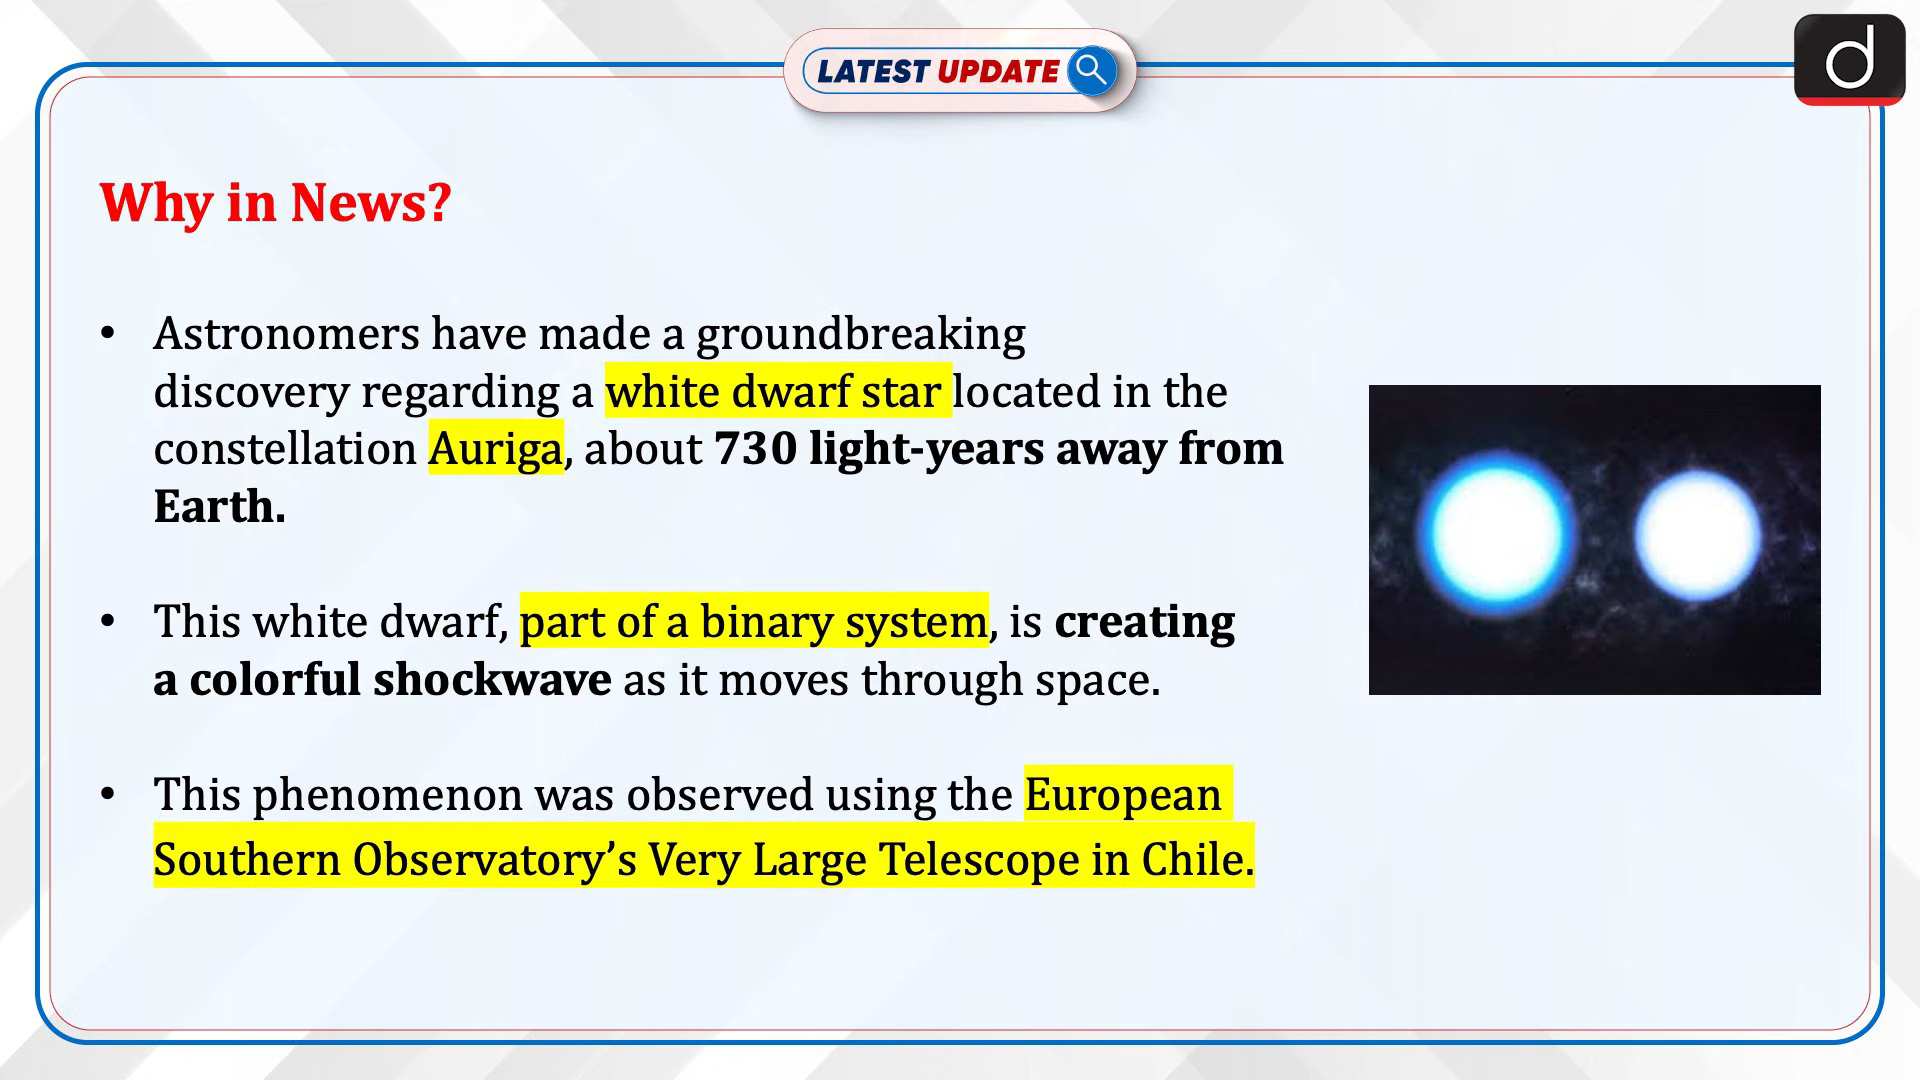 LATEST UPDATE
d
Why in News?
• Astronomers have made a groundbreaking
discovery regarding a white dwarf star located in the
constellation Auriga, about 730 light-years away from
Earth.
• This white dwarf, part of a binary system, is creating
a colorful shockwave as it moves through space.
• This phenomenon was observed using the European
Southern Observatory’s Very Large Telescope in Chile.